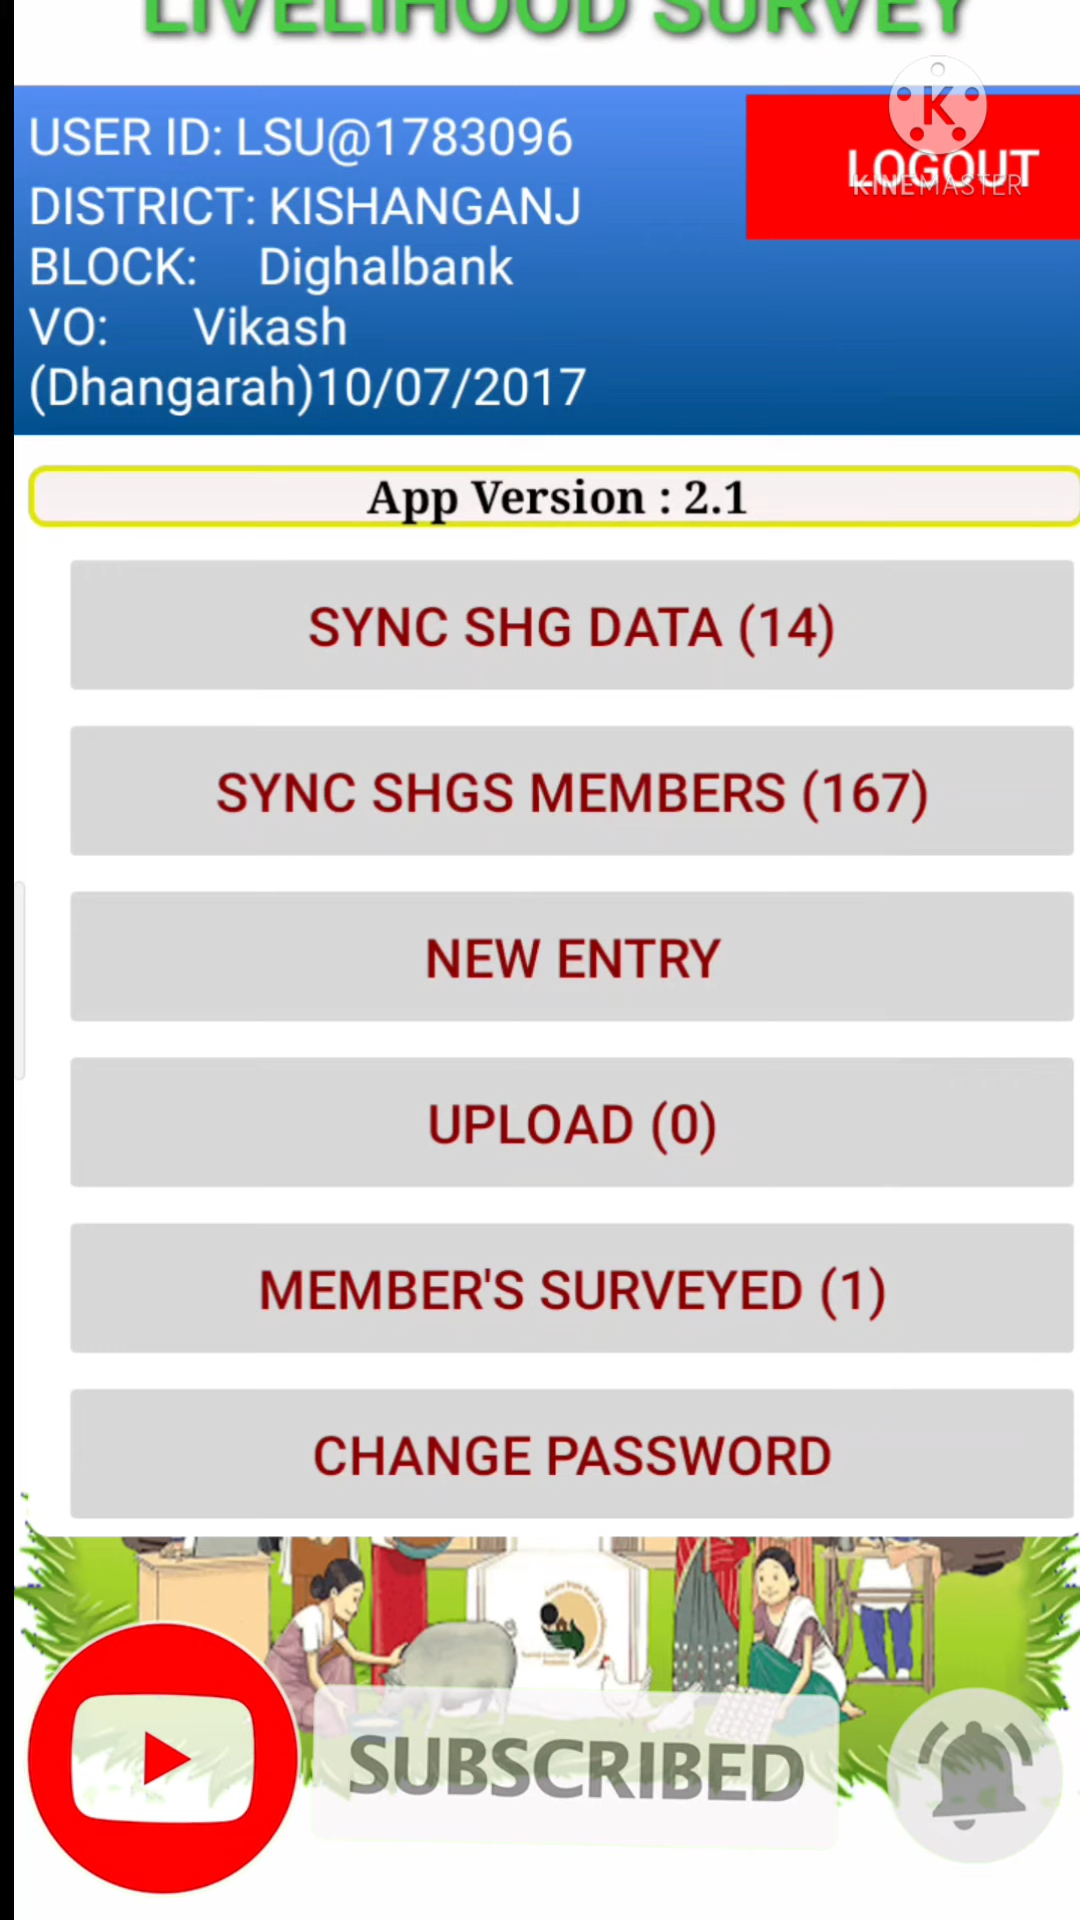 LIVELIHOOD SURVEY
USER ID: LSU@1783096
DISTRICT: KISHANGANJ
BLOCK: Dighalbank
VO: Vikash
(Dhangarah)10/07/2017
K
LOGOUT
KINEMASTER
App Version : 2.1
SYNC SHG DATA (14)
SYNC SHGS MEMBERS (167)
NEW ENTRY
UPLOAD (0)
MEMBER'S SURVEYED (1)
CHANGE PASSWORD
SUBSCRIBED